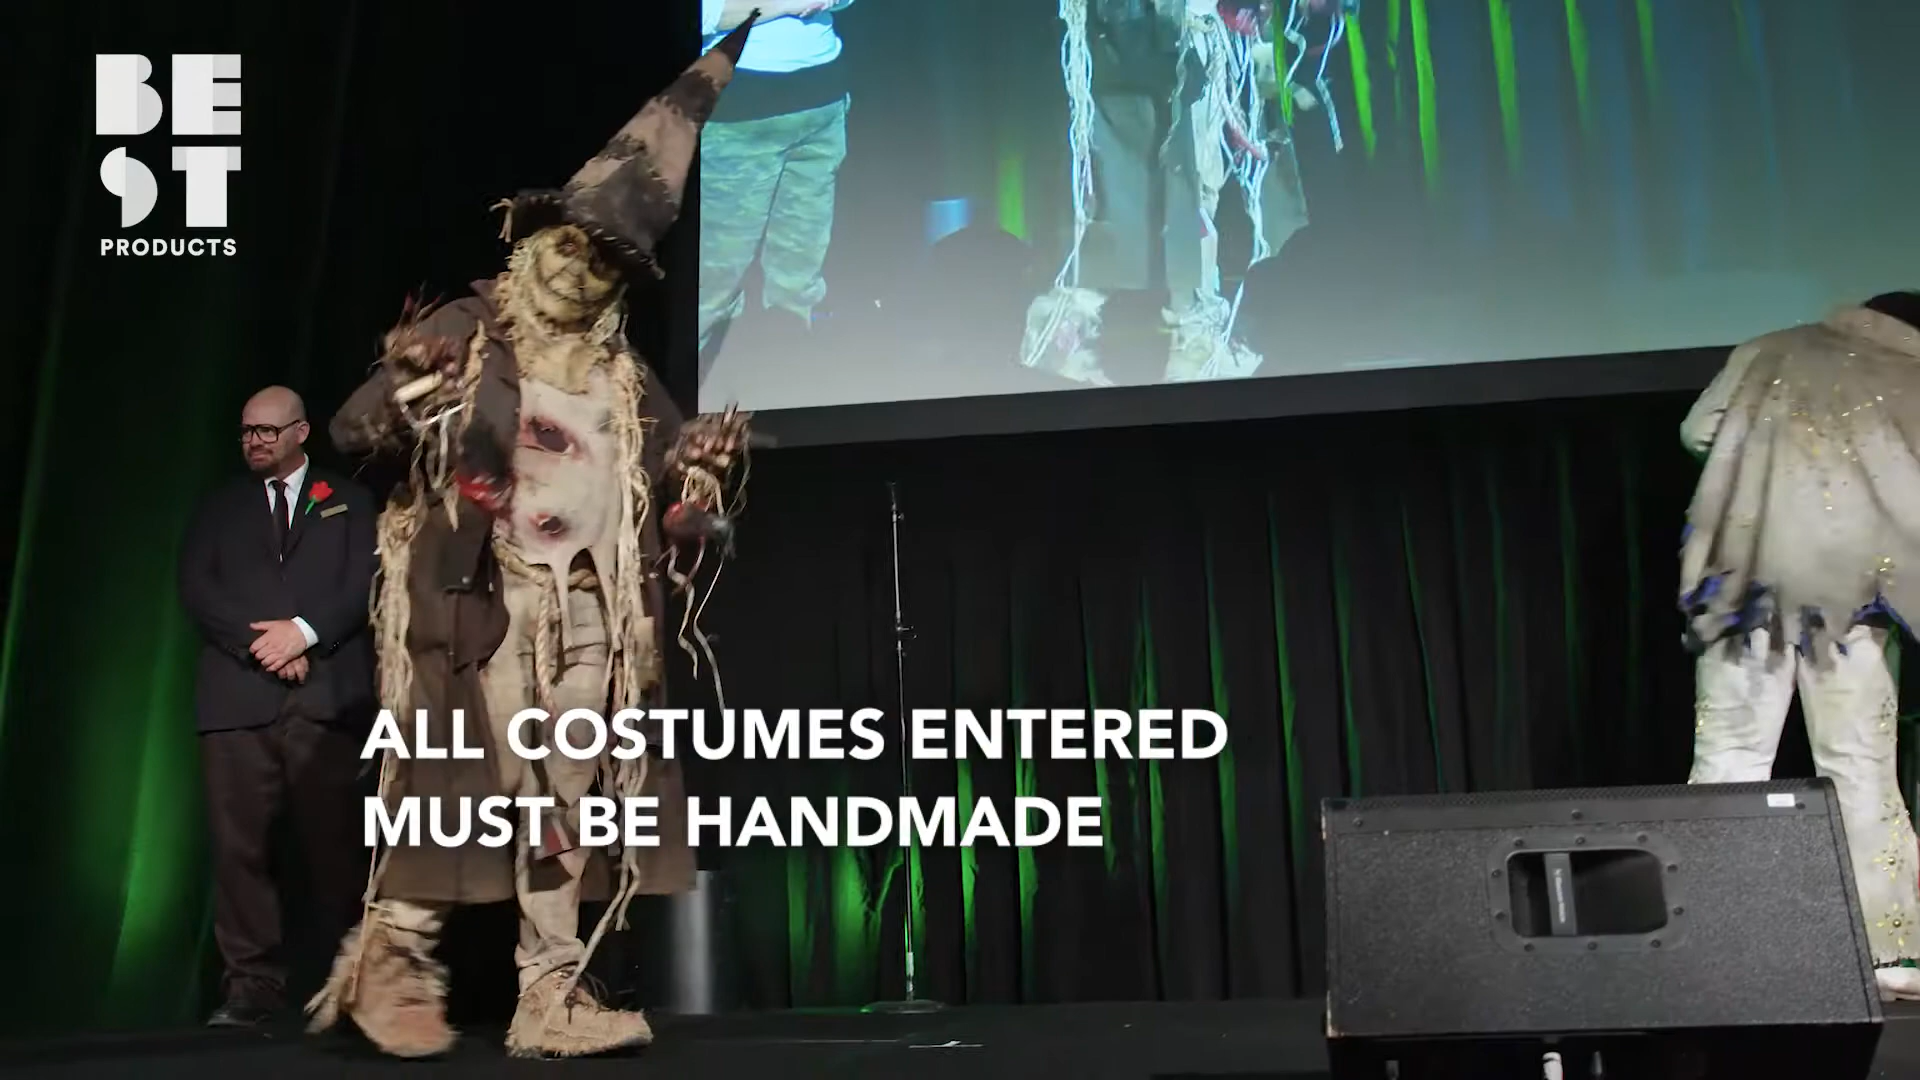 BE
ST
PRODUCTS
ALL COSTUMES ENTERED
MUST BE HANDMADE